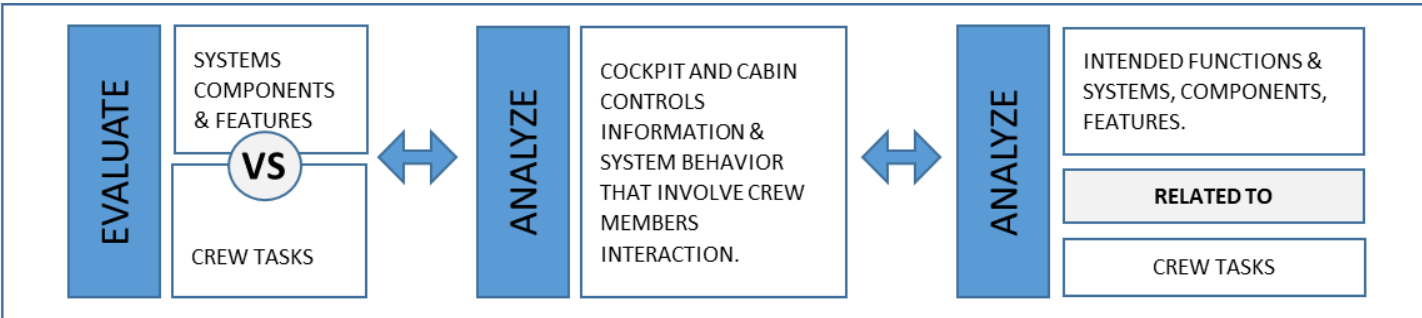 EVALUATE
SYSTEMS
COMPONENTS
& FEATURES
VS
CREW TASKS
ANALYZE
COCKPIT AND CABIN
CONTROLS
INFORMATION &
SYSTEM BEHAVIOR
THAT INVOLVE CREW
MEMBERS
INTERACTION.
ANALYZE
INTENDED FUNCTIONS &
SYSTEMS, COMPONENTS,
FEATURES.
RELATED TO
CREW TASKS